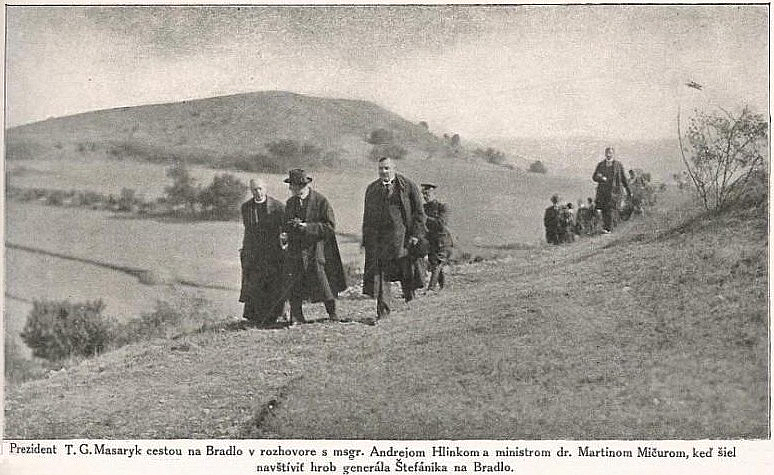 Prezident T. G. Masaryk cestou na Bradlo v rozhovore s msgr. Andrejom Hlinkom a ministrom dr. Martinom Mičurom, keď šiel
navštíviť hrob generála Štefánika na Bradlo.